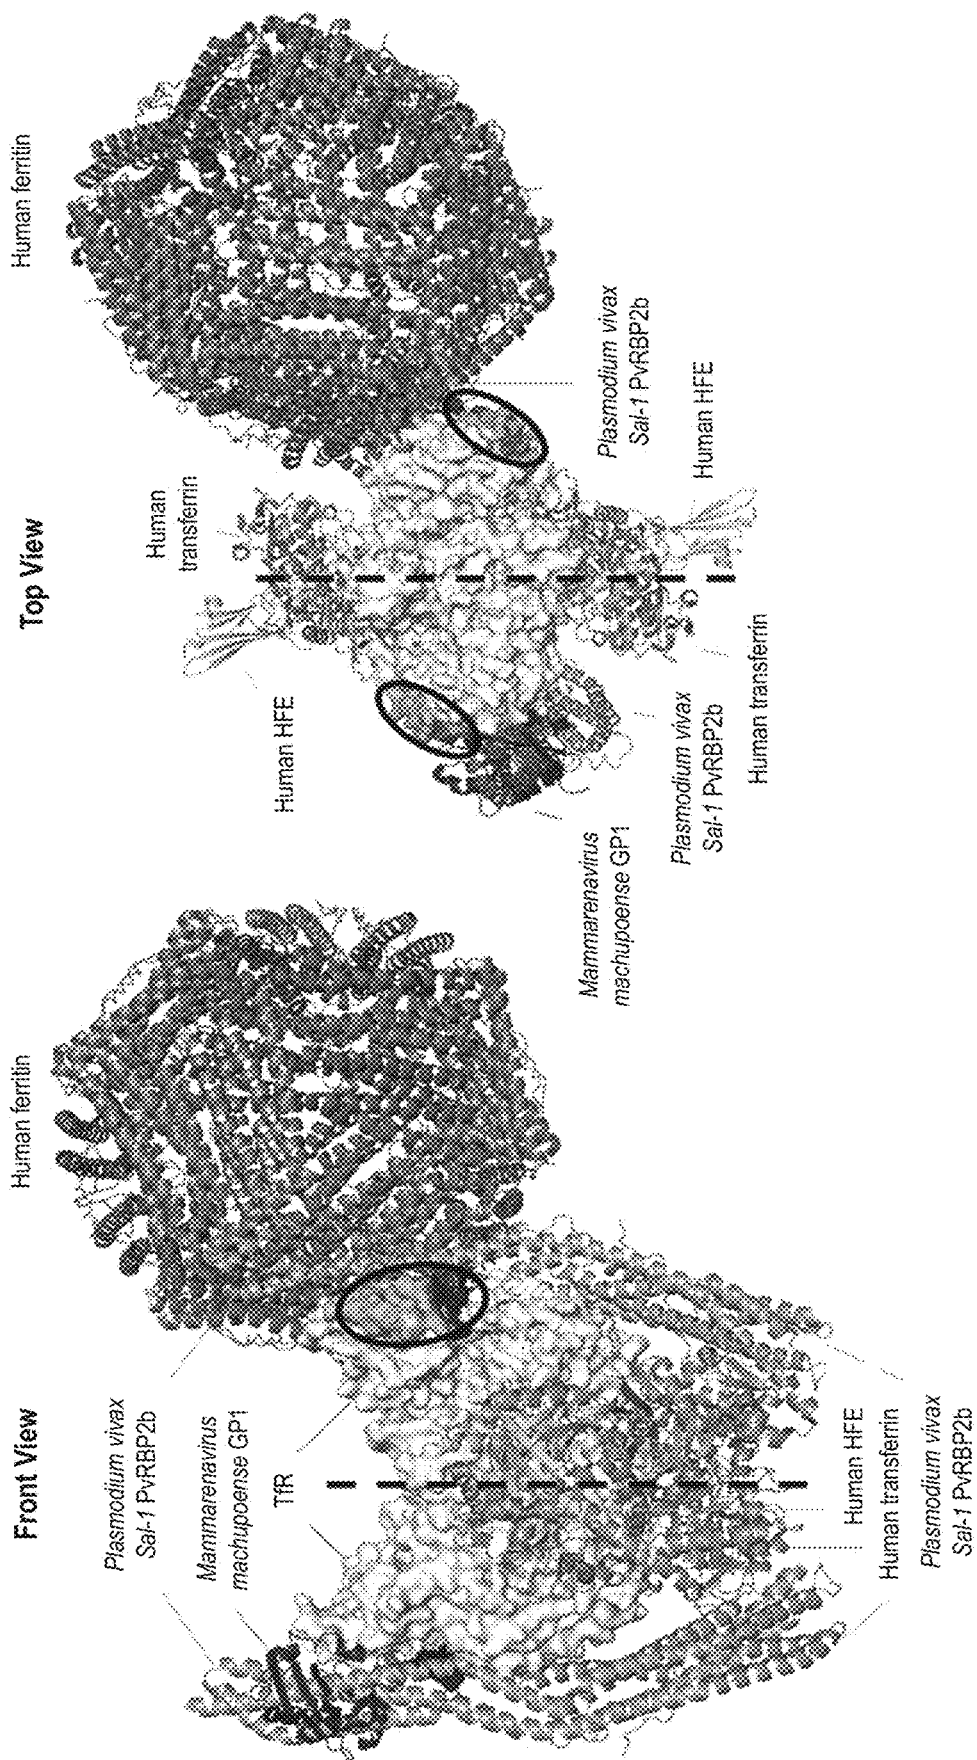 Front View
Human ferritin
Plasmodium vivax
Sal-1 PvRBP2b
Mammarenavirus
machupoense GP1
TfR
Human HFE
Human transferrin
Plasmodium vivax
Sal-1 PvRBP2b
Top View
Human ferritin
Human
transferrin
Human HFE
Plasmodium vivax
Sal-1 PvRBP2b
Human HFE
Mammarenavirus
machupoense GP1
Plasmodium vivax
Sal-1 PvRBP2b
Human transferrin